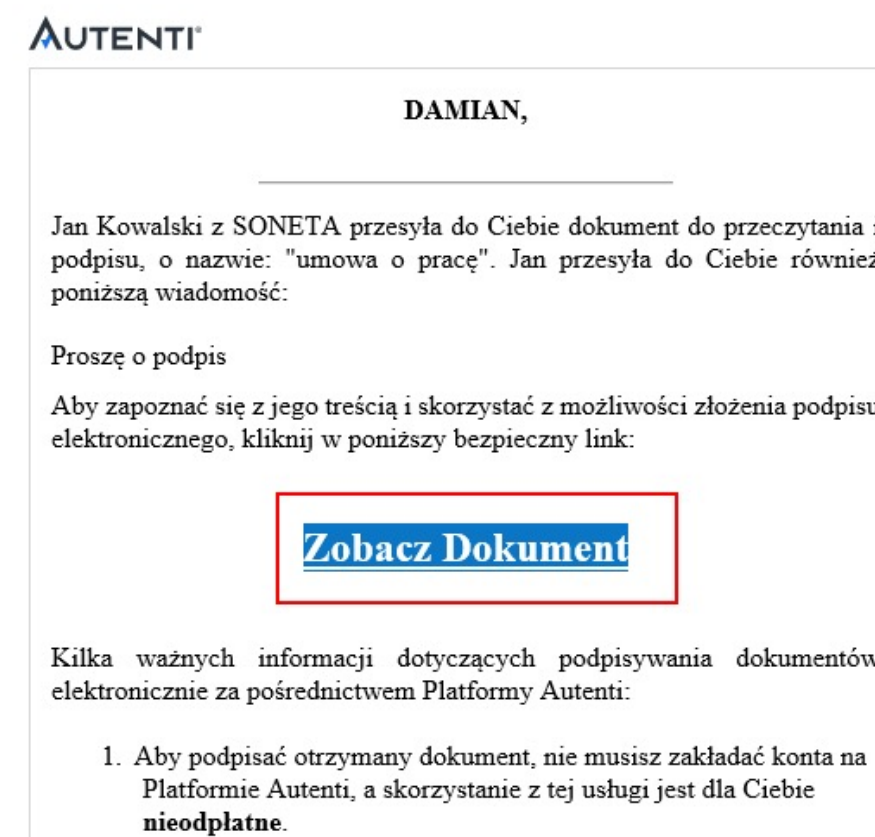 AUTENTI®
DAMIAN,
Jan Kowalski z SONETA przesyła do Ciebie dokument do przeczytania i
podpisu, o nazwie: "umowa o pracę". Jan przesyła do Ciebie również
poniższą wiadomość:
Proszę o podpis
Aby zapoznać się z jego treścią i skorzystać z możliwości złożenia podpisu
elektronicznego, kliknij w poniższy bezpieczny link:
Zobacz Dokument
Kilka ważnych informacji dotyczących podpisywania dokumentów
elektronicznie za pośrednictwem Platformy Autenti:
1. Aby podpisać otrzymany dokument, nie musisz zakładać konta na
Platformie Autenti, a skorzystanie z tej usługi jest dla Ciebie
nieodpłatne.